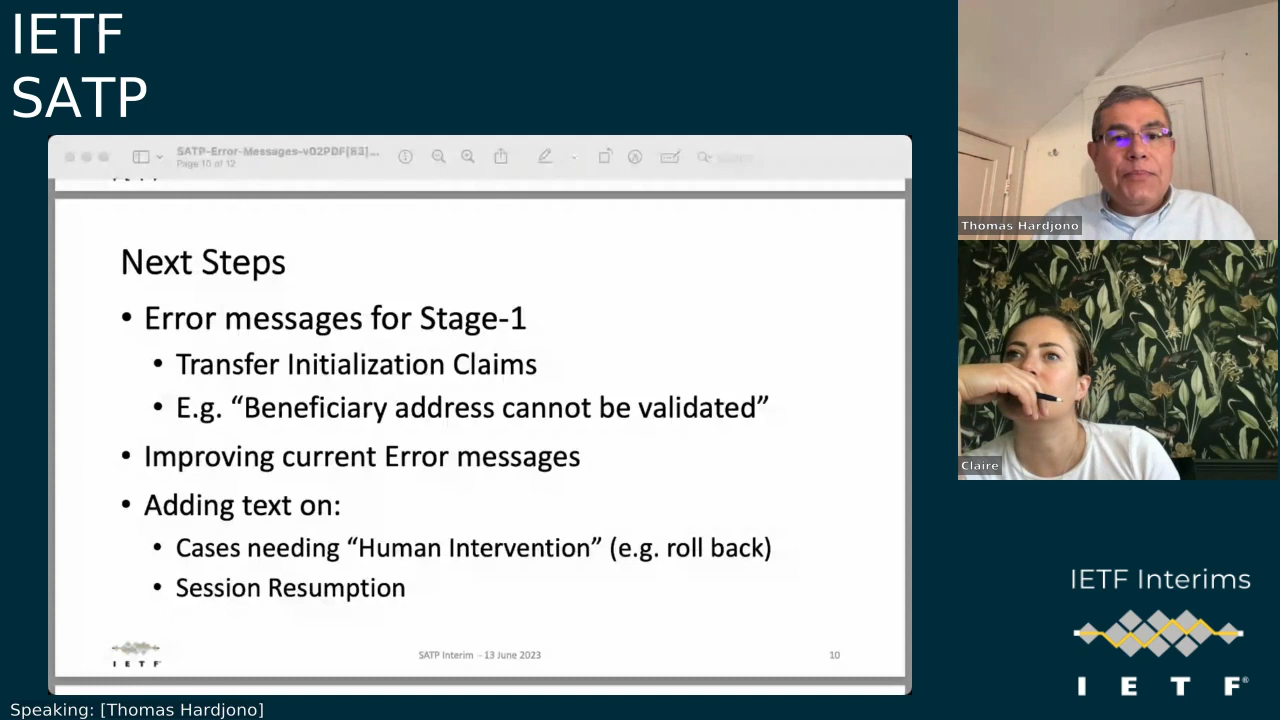 IETF
SATP
SATP-Error-Messages-v02PDF[63]...
Page 10 of 12
Next Steps
• Error messages for Stage-1
• Transfer Initialization Claims
• E.g. “Beneficiary address cannot be validated”
• Improving current Error messages
• Adding text on:
• Cases needing “Human Intervention” (e.g. roll back)
• Session Resumption
I E T F
SATP Interim – 13 June 2023
10
Thomas Hardjono
Claire
IETF Interims
I E T F®
Speaking: [Thomas Hardjono]